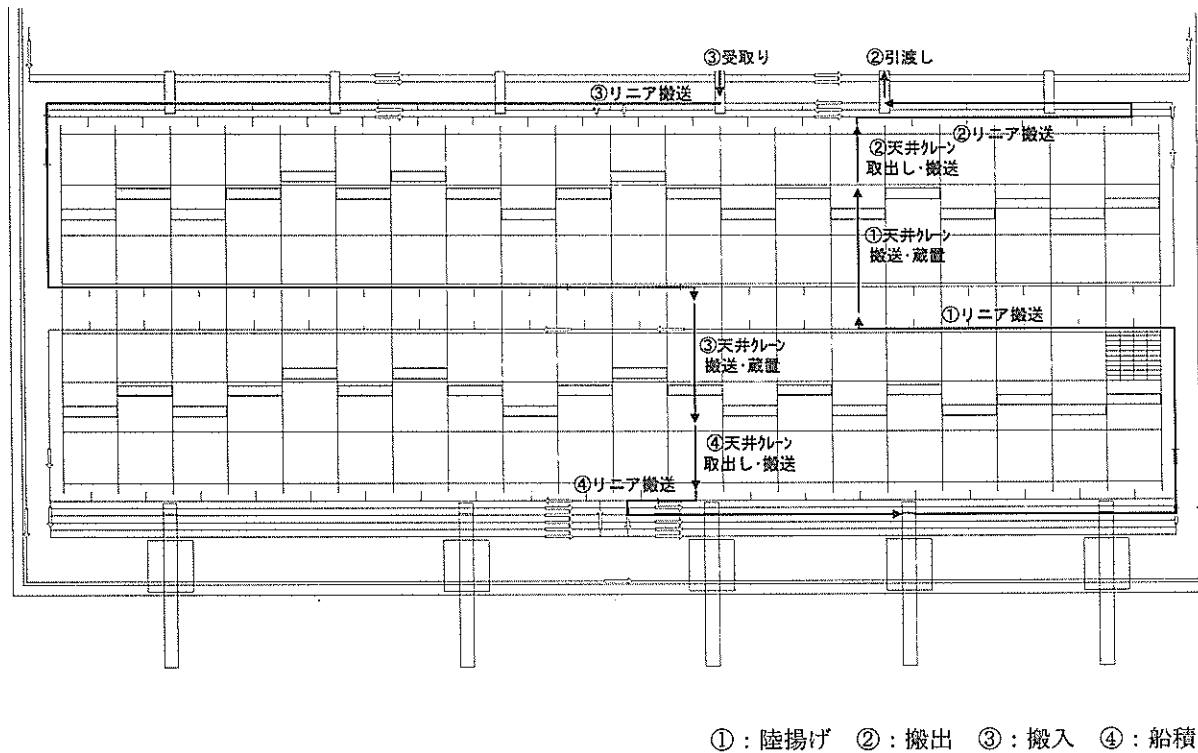 ③受取り
②引渡し
③リニア搬送
②リニア搬送
②天井クレーン
取出し・搬送
①天井クレーン
搬送・蔵置
①リニア搬送
③天井クレーン
搬送・蔵置
④天井クレーン
取出し・搬送
④リニア搬送
①：陸揚げ ②：搬出 ③：搬入 ④：船積